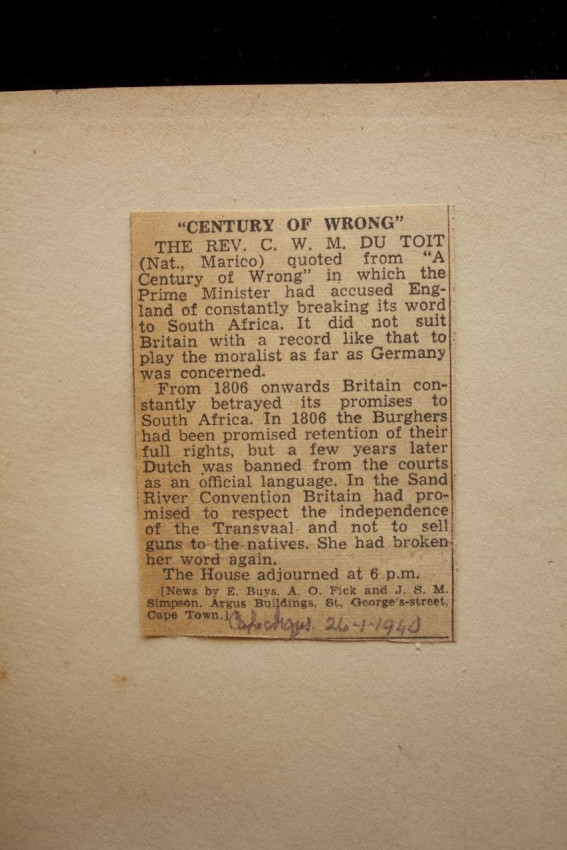 "CENTURY OF WRONG"
THE REV. C. W. M. DU TOIT
(Nat., Marico) quoted from "A
Century of Wrong" in which the
Prime Minister had accused Eng-
land of constantly breaking its word
to South Africa. It did not suit
Britain with a record like that to
play the moralist as far as Germany
was concerned.
From 1806 onwards Britain con-
stantly betrayed its promises to
South Africa. In 1806 the Burghers
had been promised retention of their
full rights, but a few years later
Dutch was banned from the courts
as an official language. In the Sand
River Convention Britain had pro-
mised to respect the independence
of the Transvaal and not to sell
guns to the natives. She had broken
her word again.
The House adjourned at 6 p.m.
[News by E. Buys, A. O. Fick and J. S. M.
Simpson, Argus Buildings, St. George's-street,
Cape Town.]
Cape Argus. 26-1-1940